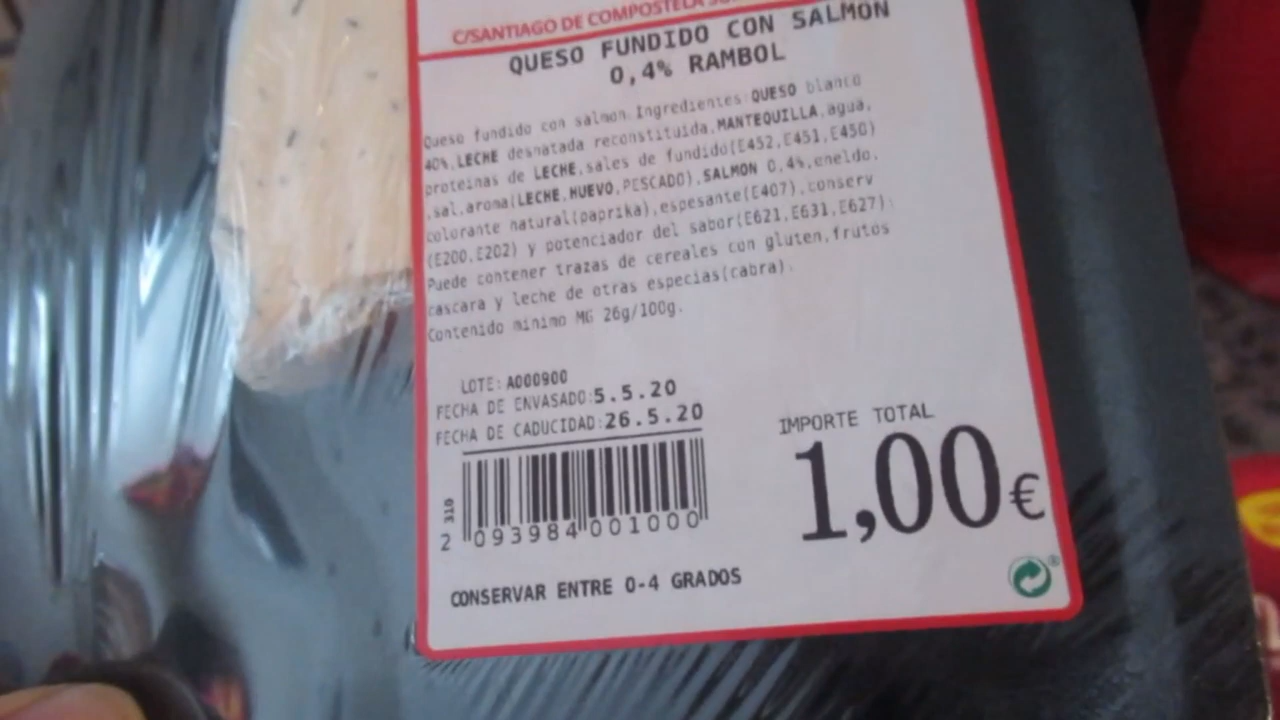 C/SANTIAGO DE COMPOSTELA
QUESO FUNDIDO CON SALMON
0,4% RAMBOL
Queso fundido con salmon.Ingredientes:QUESO blanco
40%,LECHE desnatada reconstituida,MANTEQUILLA,agua,
proteinas de LECHE,sales de fundido(E452,E451,E450)
,sal,aroma(LECHE,HUEVO,PESCADO),SALMON 0,4%,eneldo,
colorante natural(paprika),espesante(E407),conserv
(E200,E202) y potenciador del sabor(E621,E631,E627).
Puede contener trazas de cereales con gluten,frutos
cascara y leche de otras especias(cabra).
Contenido minimo MG 26g/100g.
LOTE: A000900
FECHA DE ENVASADO:5.5.20
FECHA DE CADUCIDAD:26.5.20
IMPORTE TOTAL
1,00€
2 310
093984 001000
CONSERVAR ENTRE 0-4 GRADOS